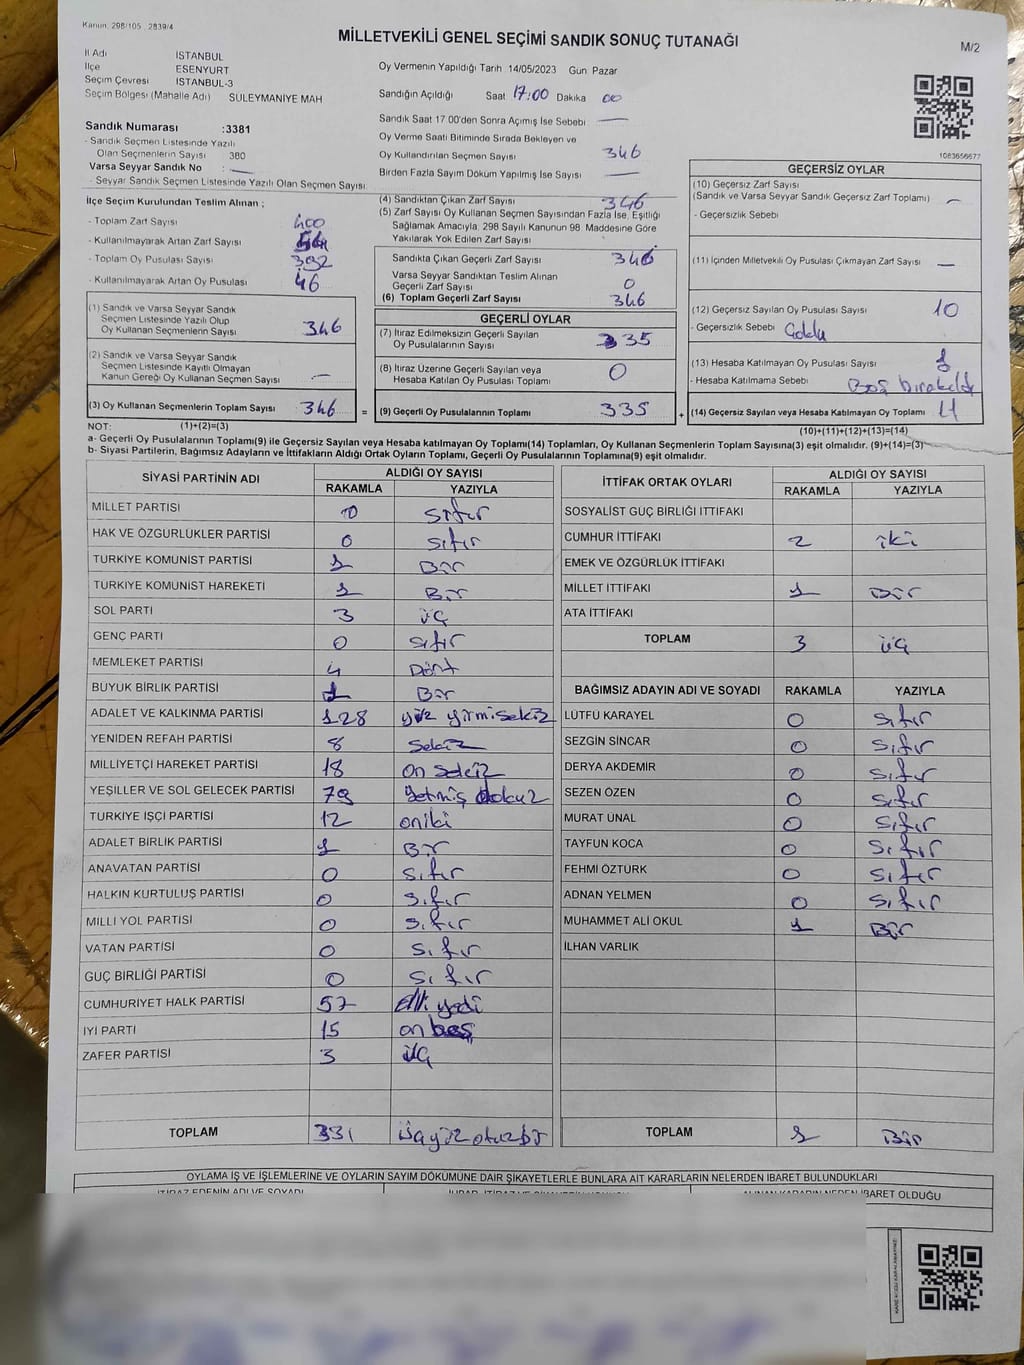 Kanun: 298/105 , 2839/4
MİLLETVEKİLİ GENEL SEÇİMİ SANDIK SONUÇ TUTANAĞI
M/2
İl Adı İSTANBUL
İlçe ESENYURT
Seçim Çevresi İSTANBUL-3
Seçim Bölgesi (Mahalle Adı) SÜLEYMANİYE MAH
Sandık Numarası :3381
- Sandık Seçmen Listesinde Yazılı
Olan Seçmenlerin Sayısı 380
Varsa Seyyar Sandık No :
- Seyyar Sandık Seçmen Listesinde Yazılı Olan Seçmen Sayısı
Oy Vermenin Yapıldığı Tarih 14/05/2023 Gün Pazar
Sandığın Açıldığı Saat 17:00 Dakika 00
Sandık Saat 17.00'den Sonra Açımış İse Sebebi
Oy Verme Saati Bitiminde Sırada Bekleyen ve
Oy Kullandırılan Seçmen Sayısı 346
Birden Fazla Sayım Döküm Yapılmış İse Sayısı
1083656677
İlçe Seçim Kurulundan Teslim Alınan ;
- Toplam Zarf Sayısı 400
- Kullanılmayarak Artan Zarf Sayısı 54
- Toplam Oy Pusulası Sayısı 392
- Kullanılmayarak Artan Oy Pusulası 46
(1) Sandık ve Varsa Seyyar Sandık
Seçmen Listesinde Yazılı Olup
Oy Kullanan Seçmenlerin Sayısı 346
(2) Sandık ve Varsa Seyyar Sandık
Seçmen Listesinde Kayıtlı Olmayan
Kanun Gereği Oy Kullanan Seçmen Sayısı —
(3) Oy Kullanan Seçmenlerin Toplam Sayısı 346 =
(1)+(2)=(3)
(4) Sandıktan Çıkan Zarf Sayısı 346
(5) Zarf Sayısı Oy Kullanan Seçmen Sayısından Fazla İse, Eşitliği
Sağlamak Amacıyla; 298 Sayılı Kanunun 98. Maddesine Göre
Yakılarak Yok Edilen Zarf Sayısı
Sandıkta Çıkan Geçerli Zarf Sayısı 346
Varsa Seyyar Sandıktan Teslim Alınan
Geçerli Zarf Sayısı 0
(6) Toplam Geçerli Zarf Sayısı 346
GEÇERLİ OYLAR
(7) İtiraz Edilmeksizin Geçerli Sayılan
Oy Pusulalarının Sayısı 335
(8) İtiraz Üzerine Geçerli Sayılan veya
Hesaba Katılan Oy Pusulası Toplamı 0
(9) Geçerli Oy Pusulalarının Toplamı 335 +
GEÇERSİZ OYLAR
(10) Geçersiz Zarf Sayısı
(Sandık ve Varsa Seyyar Sandık Geçersiz Zarf Toplamı) —
- Geçersizlik Sebebi
(11) İçinden Milletvekili Oy Pusulası Çıkmayan Zarf Sayısı —
(12) Geçersiz Sayılan Oy Pusulası Sayısı 10
- Geçersizlik Sebebi
(13) Hesaba Katılmayan Oy Pusulası Sayısı 1
- Hesaba Katılmama Sebebi Boş bırakıldı
(14) Geçersiz Sayılan veya Hesaba Katılmayan Oy Toplamı 11
(10)+(11)+(12)+(13)=(14)
NOT:
a- Geçerli Oy Pusulalarının Toplamı(9) ile Geçersiz Sayılan veya Hesaba katılmayan Oy Toplamı(14) Toplamları, Oy Kullanan Seçmenlerin Toplam Sayısına(3) eşit olmalıdır. (9)+(14)=(3)
b- Siyasi Partilerin, Bağımsız Adayların ve İttifakların Aldığı Ortak Oyların Toplamı, Geçerli Oy Pusulalarının Toplamına(9) eşit olmalıdır.
SİYASİ PARTİNİN ADI ALDIĞI OY SAYISI
RAKAMLA YAZIYLA
MİLLET PARTİSİ 0 sıfır
HAK VE ÖZGÜRLÜKLER PARTİSİ 0 sıfır
TÜRKİYE KOMÜNİST PARTİSİ 1 Bir
TÜRKİYE KOMÜNİST HAREKETİ 1 Bir
SOL PARTİ 3 üç
GENÇ PARTİ 0 sıfır
MEMLEKET PARTİSİ 4 Dört
BÜYÜK BİRLİK PARTİSİ 1 Bir
ADALET VE KALKINMA PARTİSİ 128 yüz yirmisekiz
YENİDEN REFAH PARTİSİ 8 sekiz
MİLLİYETÇİ HAREKET PARTİSİ 18 on sekiz
YEŞİLLER VE SOL GELECEK PARTİSİ 79 yetmiş dokuz
TÜRKİYE İŞÇİ PARTİSİ 12 oniki
ADALET BİRLİK PARTİSİ 1 Bir
ANAVATAN PARTİSİ 0 sıfır
HALKIN KURTULUŞ PARTİSİ 0 sıfır
MİLLİ YOL PARTİSİ 0 sıfır
VATAN PARTİSİ 0 sıfır
GÜÇ BİRLİĞİ PARTİSİ 0 sıfır
CUMHURİYET HALK PARTİSİ 57 elli yedi
İYİ PARTİ 15 on beş
ZAFER PARTİSİ 3 üç
TOPLAM 331 üçyüz otuzbir
İTTİFAK ORTAK OYLARI ALDIĞI OY SAYISI
RAKAMLA YAZIYLA
SOSYALİST GÜÇ BİRLİĞİ İTTİFAKI
CUMHUR İTTİFAKI 2 iki
EMEK VE ÖZGÜRLÜK İTTİFAKI
MİLLET İTTİFAKI 1 Bir
ATA İTTİFAKI
TOPLAM 3 üç
BAĞIMSIZ ADAYIN ADI VE SOYADI RAKAMLA YAZIYLA
LÜTFÜ KARAYEL 0 sıfır
SEZGİN SİNCAR 0 sıfır
DERYA AKDEMİR 0 sıfır
SEZEN ÖZEN 0 sıfır
MURAT ÜNAL 0 sıfır
TAYFUN KOCA 0 sıfır
FEHMİ ÖZTÜRK 0 sıfır
ADNAN YELMEN 0 sıfır
MUHAMMET ALİ OKUL 1 Bir
İLHAN VARLIK
TOPLAM 1 Bir
OYLAMA İŞ VE İŞLEMLERİNE VE OYLARIN SAYIM DÖKÜMÜNE DAİR ŞİKAYETLERLE BUNLARA AİT KARARLARIN NELERDEN İBARET BULUNDUKLARI
İTİRAZ EDENİN ADI VE SOYADI
ALINAN KARARIN NEDEN İBARET OLDUĞU